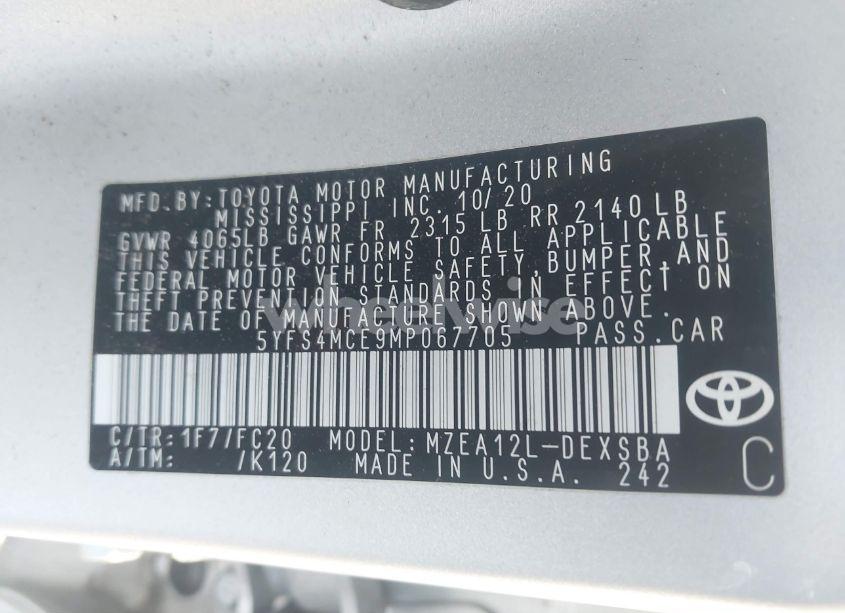 MFD.BY:TOYOTA MOTOR MANUFACTURING
MISSISSIPPI INC. 10/20
GVWR 4065LB GAWR FR 2315 LB RR 2140 LB
THIS VEHICLE CONFORMS TO ALL APPLICABLE
FEDERAL MOTOR VEHICLE SAFETY,BUMPER,AND
THEFT PREVENTION STANDARDS IN EFFECT ON
THE DATE OF MANUFACTURE SHOWN ABOVE.
wheelwise
5YFS4MCE9MP067705 PASS.CAR
C/TR:1F7/FC20 MODEL:MZEA12L-DEXSBA
A/TM: /K120 MADE IN U.S.A. 242
C